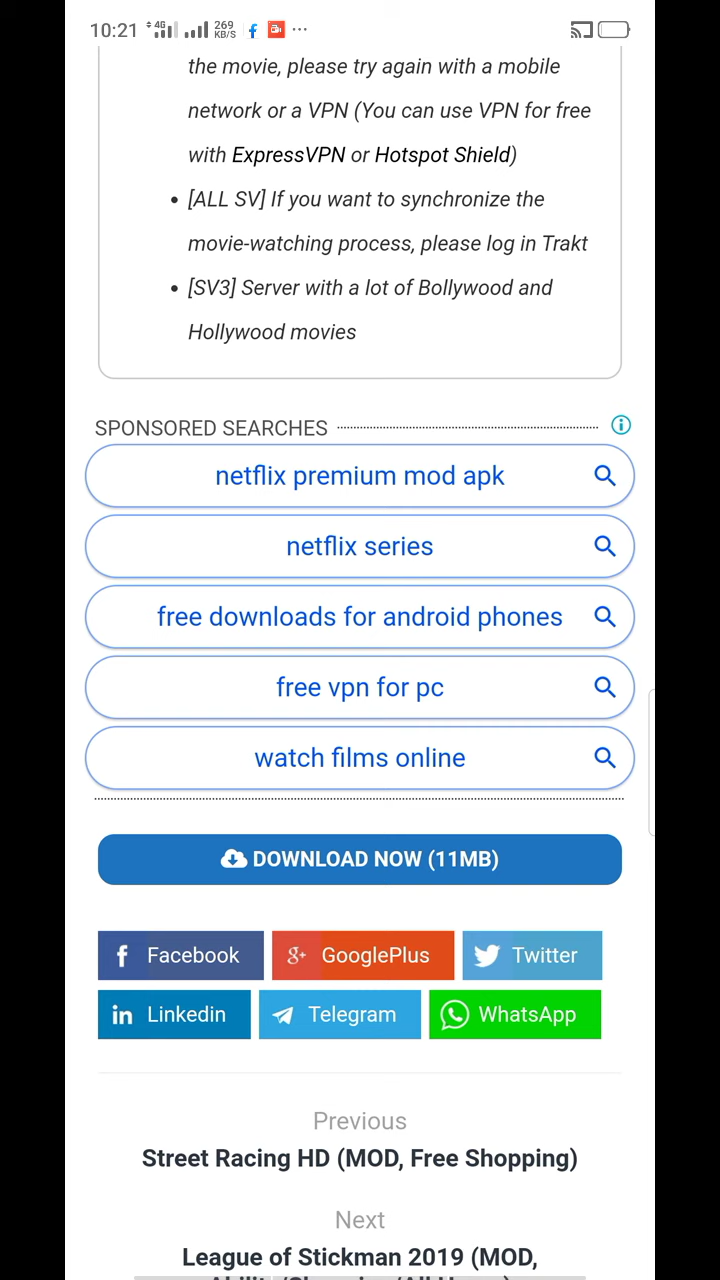 10:21 4G 269 KB/S
the movie, please try again with a mobile
network or a VPN (You can use VPN for free
with ExpressVPN or Hotspot Shield)
• [ALL SV] If you want to synchronize the
movie-watching process, please log in Trakt
• [SV3] Server with a lot of Bollywood and
Hollywood movies
SPONSORED SEARCHES
netflix premium mod apk
netflix series
free downloads for android phones
free vpn for pc
watch films online
DOWNLOAD NOW (11MB)
Facebook GooglePlus Twitter
Linkedin Telegram WhatsApp
Previous
Street Racing HD (MOD, Free Shopping)
Next
League of Stickman 2019 (MOD,